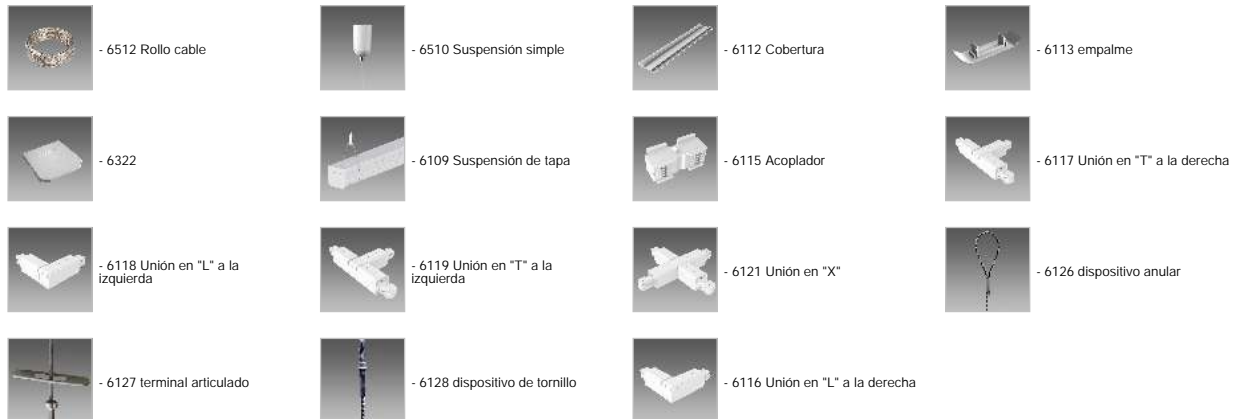 - 6512 Rollo cable
- 6510 Suspensión simple
- 6112 Cobertura
- 6113 empalme
- 6322
- 6109 Suspensión de tapa
- 6115 Acoplador
- 6117 Unión en "T" a la derecha
- 6118 Unión en "L" a la
izquierda
- 6119 Unión en "T" a la
izquierda
- 6121 Unión en "X"
- 6126 dispositivo anular
- 6127 terminal articulado
- 6128 dispositivo de tornillo
- 6116 Unión en "L" a la derecha